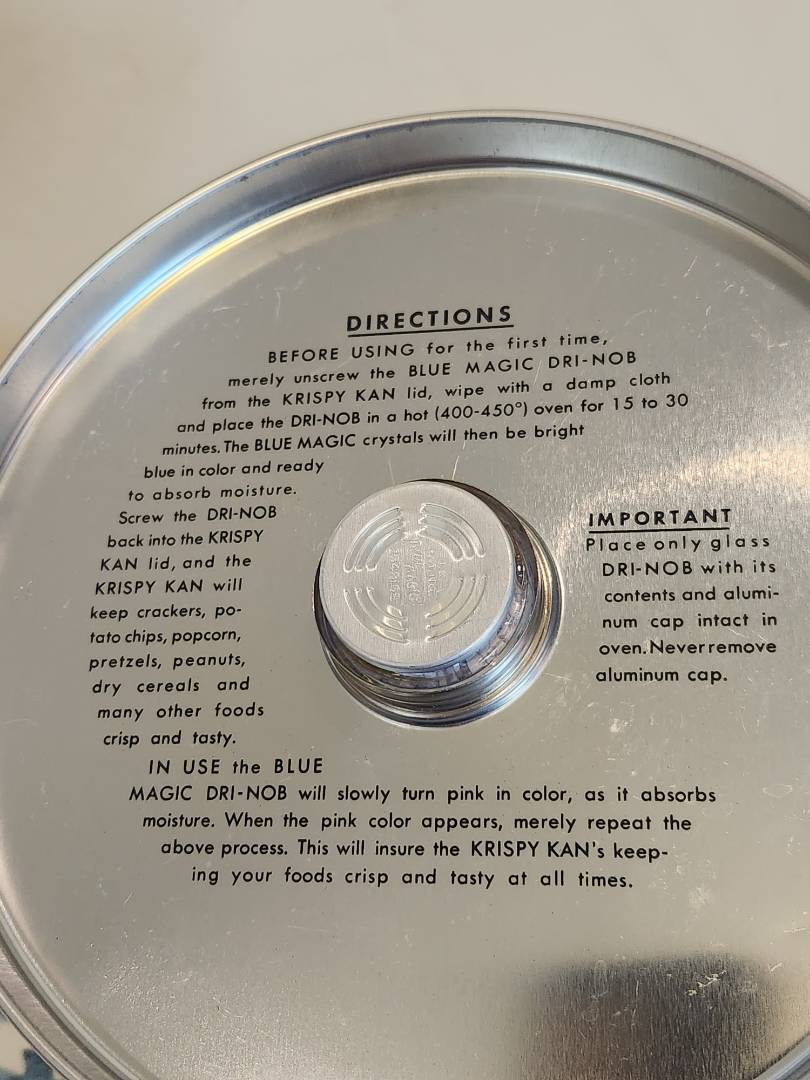 DIRECTIONS
BEFORE USING for the first time,
merely unscrew the BLUE MAGIC DRI-NOB
from the KRISPY KAN lid, wipe with a damp cloth
and place the DRI-NOB in a hot (400-450°) oven for 15 to 30
minutes. The BLUE MAGIC crystals will then be bright
blue in color and ready
to absorb moisture.
Screw the DRI-NOB
back into the KRISPY
KAN lid, and the
KRISPY KAN will
keep crackers, po-
tato chips, popcorn,
pretzels, peanuts,
dry cereals and
many other foods
crisp and tasty.
IMPORTANT
Place only glass
DRI-NOB with its
contents and alumi-
num cap intact in
oven. Never remove
aluminum cap.
IN USE the BLUE
MAGIC DRI-NOB will slowly turn pink in color, as it absorbs
moisture. When the pink color appears, merely repeat the
above process. This will insure the KRISPY KAN's keep-
ing your foods crisp and tasty at all times.